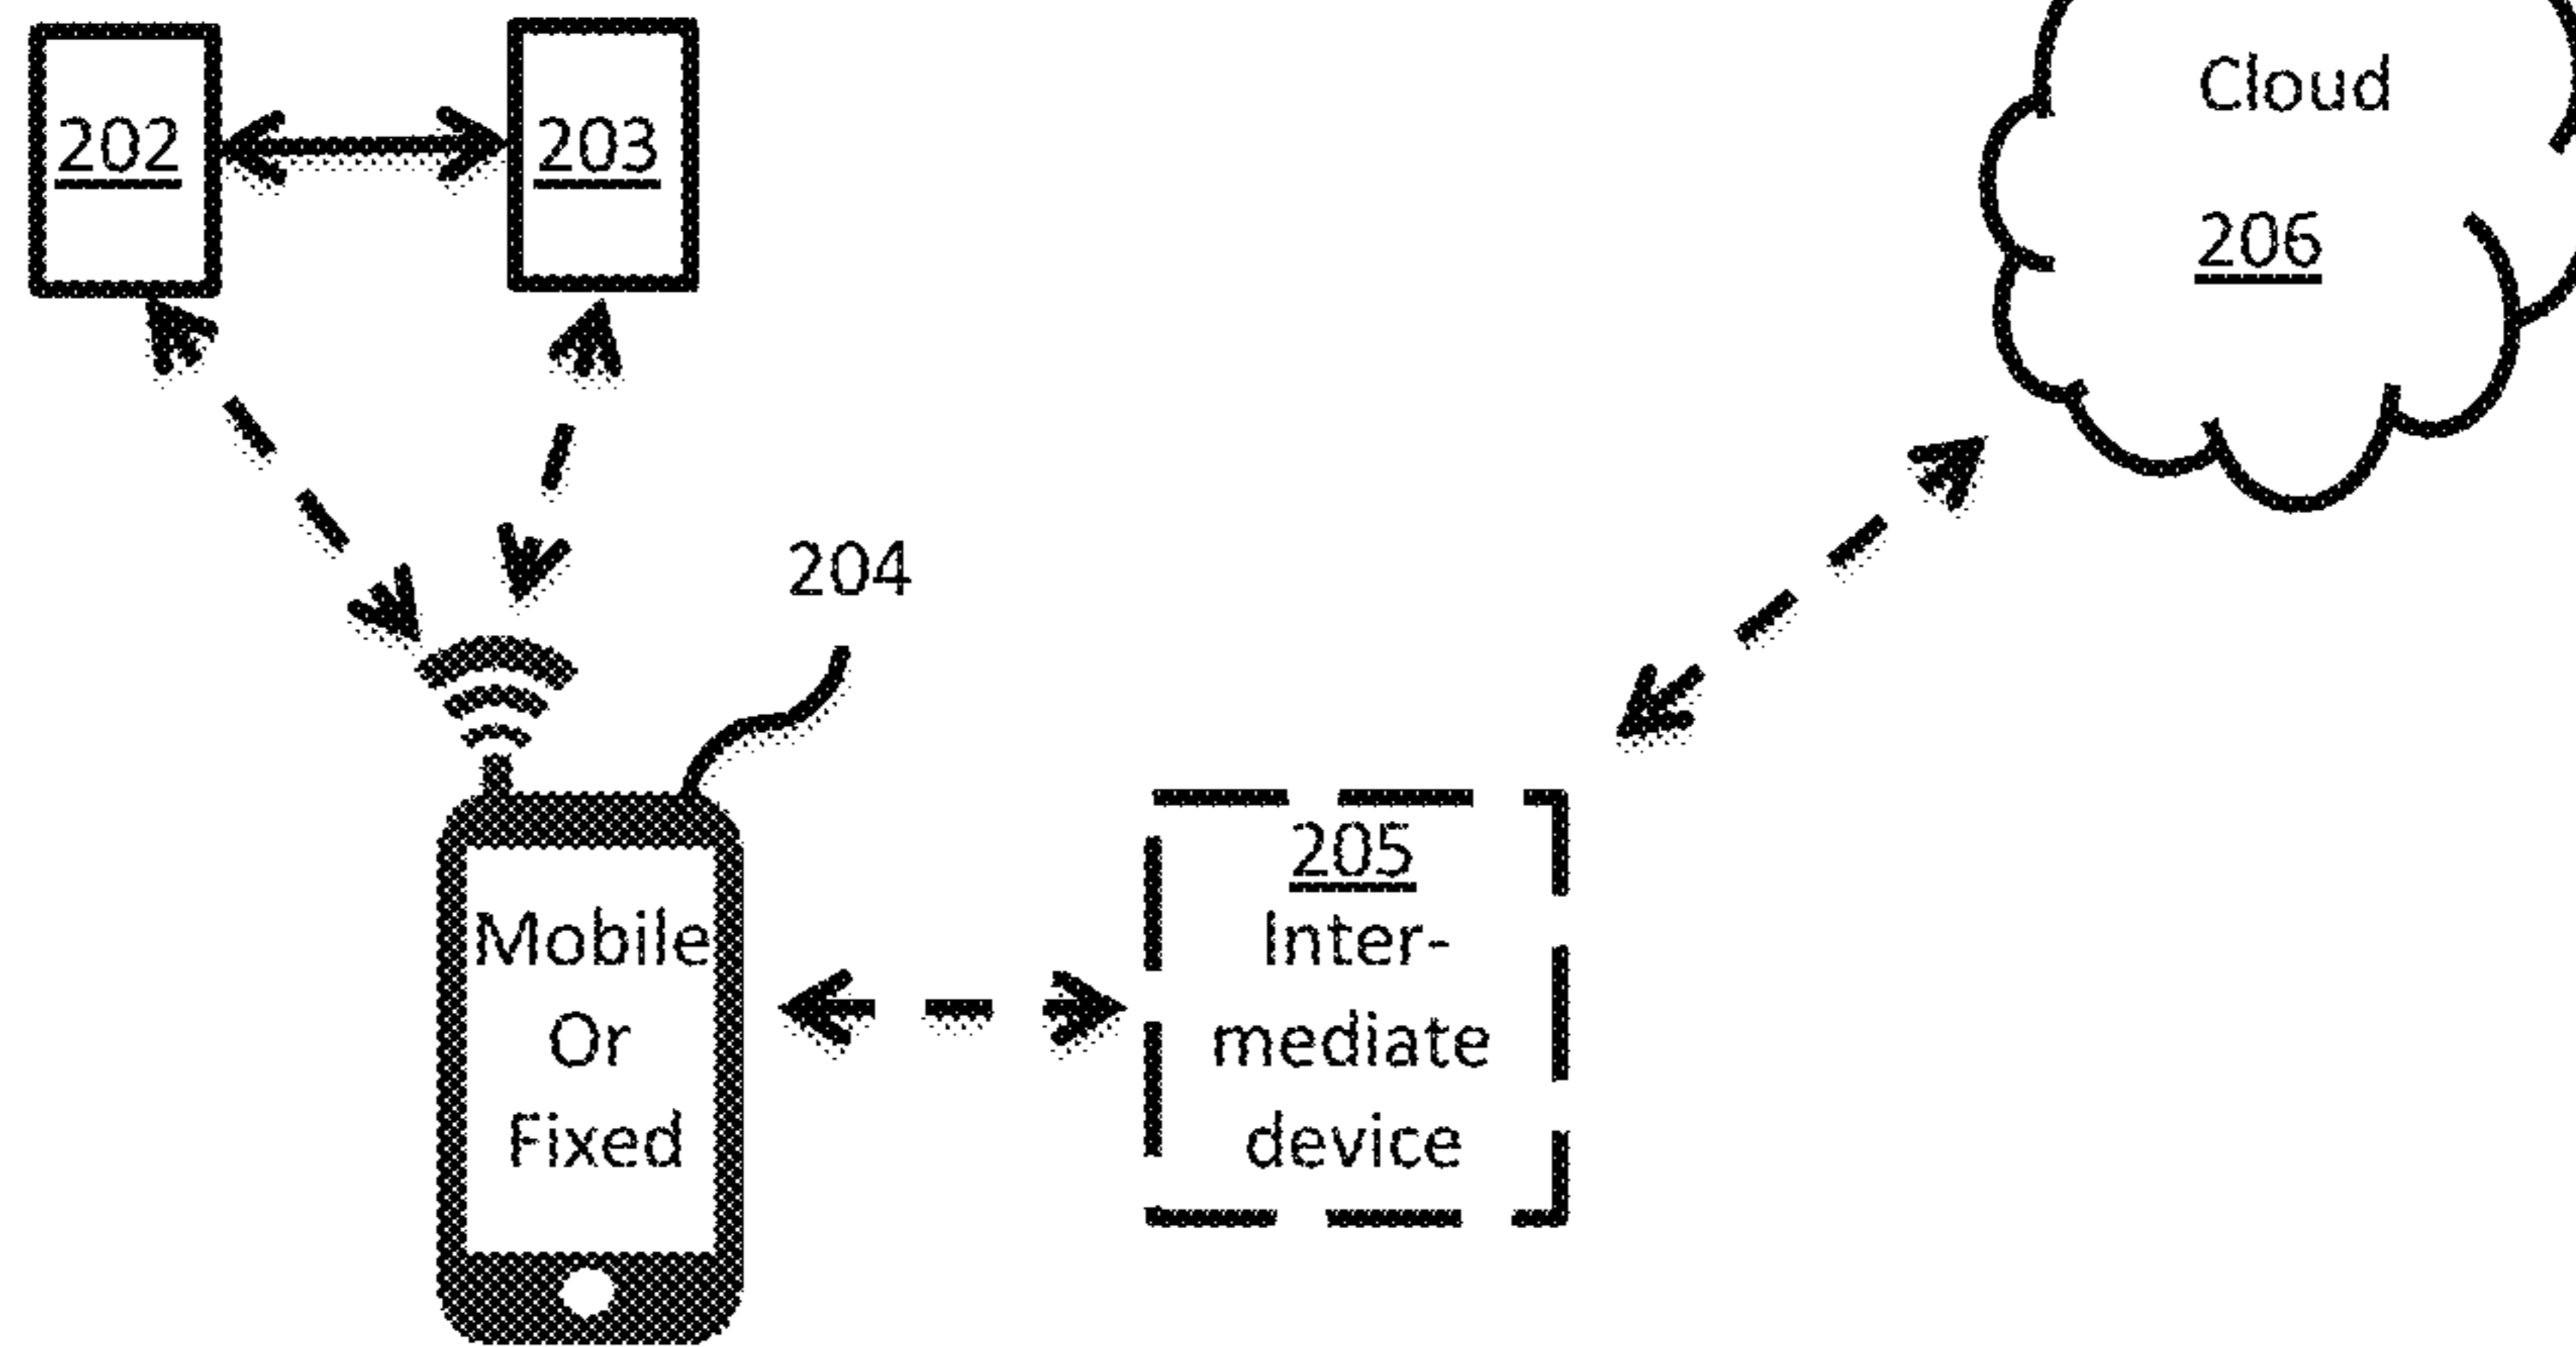 202
203
Cloud
206
204
Mobile
Or
Fixed
205
Inter-
mediate
device